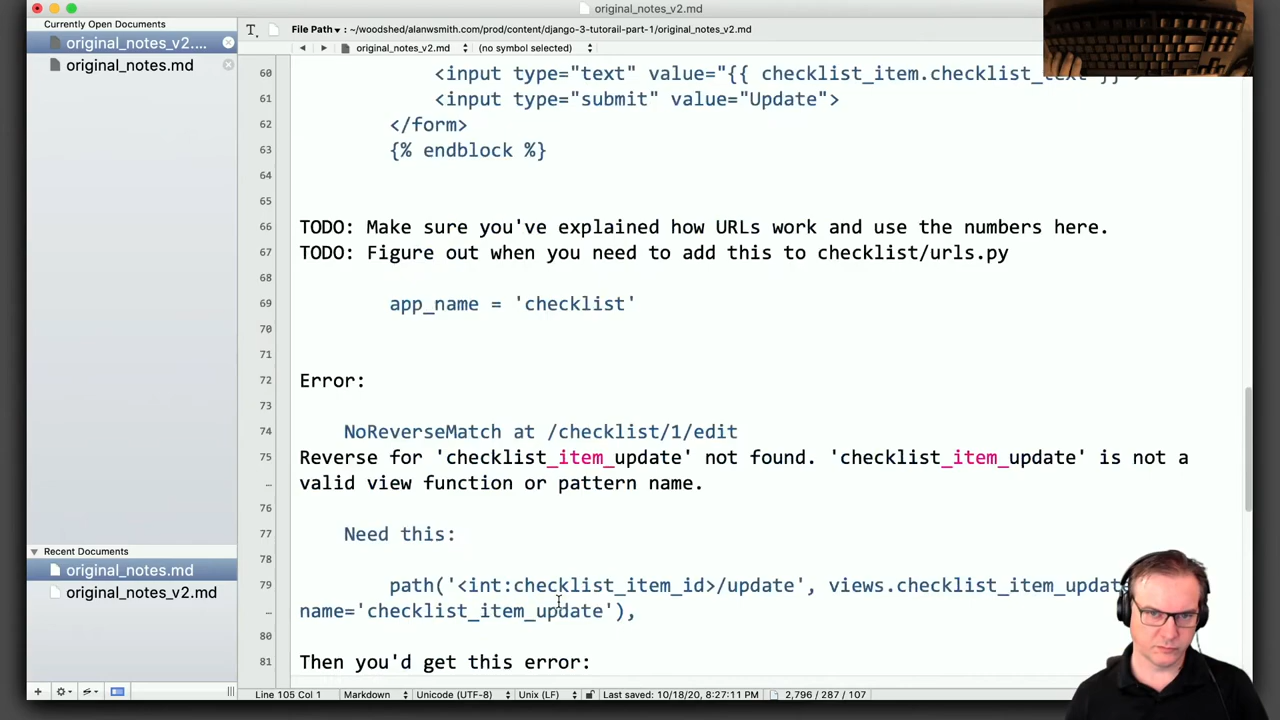 original_notes_v2.md
Currently Open Documents
original_notes_v2....
original_notes.md
File Path ▾ : ~/woodshed/alanwsmith.com/prod/content/django-3-tutorail-part-1/original_notes_v2.md
original_notes_v2.md (no symbol selected)
60 <input type="text" value="{{ checklist_item.checklist_text }}">
61 <input type="submit" value="Update">
62 </form>
63 {% endblock %}
64
65
66 TODO: Make sure you've explained how URLs work and use the numbers here.
67 TODO: Figure out when you need to add this to checklist/urls.py
68
69 app_name = 'checklist'
70
71
72 Error:
73
74 NoReverseMatch at /checklist/1/edit
75 Reverse for 'checklist_item_update' not found. 'checklist_item_update' is not a
valid view function or pattern name.
76
77 Need this:
78
79 path('<int:checklist_item_id>/update', views.checklist_item_update
name='checklist_item_update'),
80
81 Then you'd get this error:
Recent Documents
original_notes.md
original_notes_v2.md
Line 105 Col 1 Markdown Unicode (UTF-8) Unix (LF) Last saved: 10/18/20, 8:27:11 PM 2,796 / 287 / 107